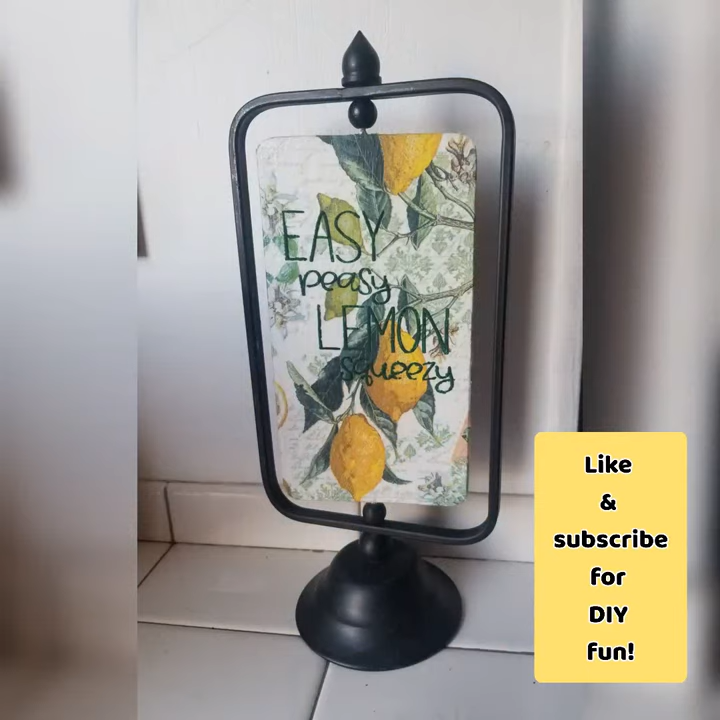 EASY
peasy
LEMON
squeezy
Like
&
subscribe
for
DIY
fun!